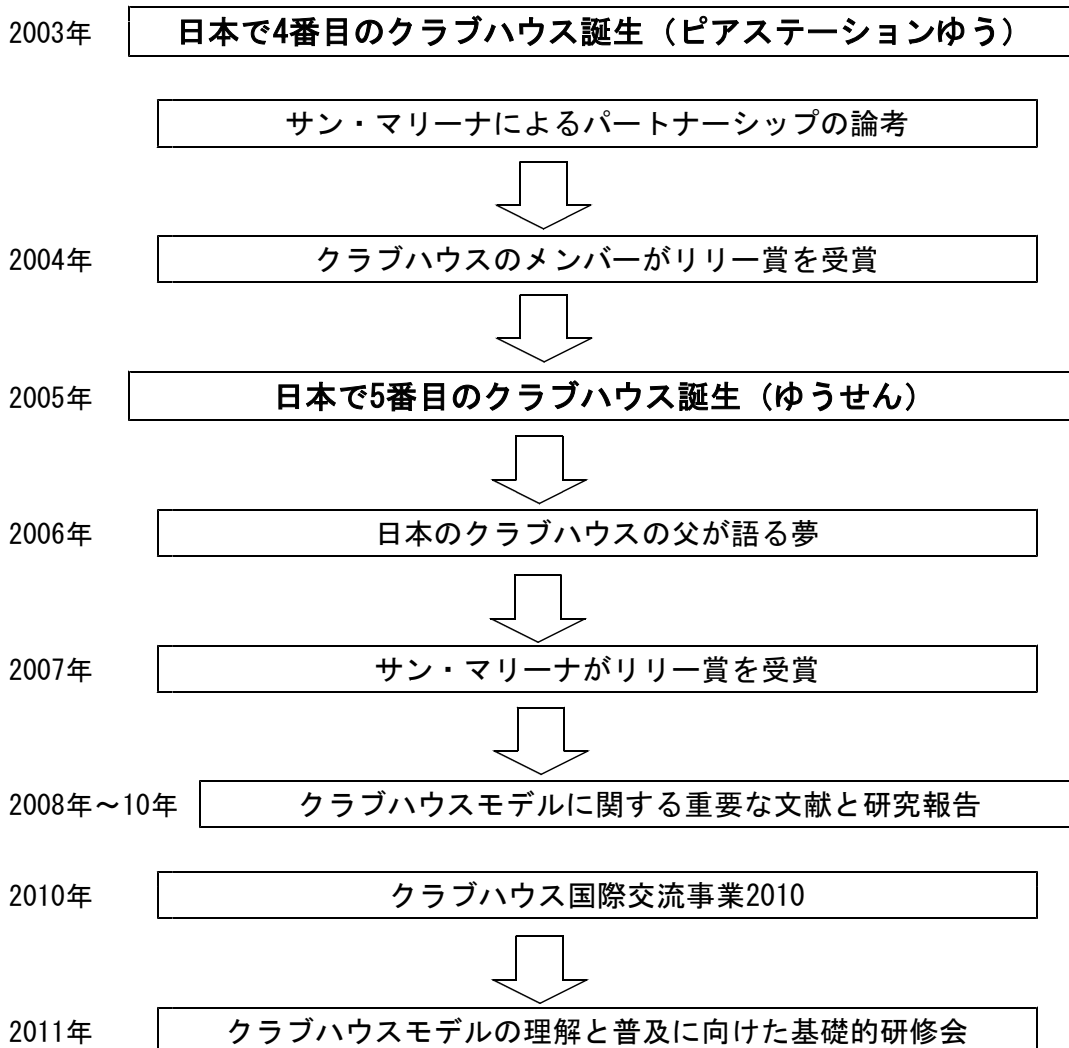 2003年 日本で4番目のクラブハウス誕生（ピアステーションゆう）
サン・マリーナによるパートナーシップの論考
2004年 クラブハウスのメンバーがリリー賞を受賞
2005年 日本で5番目のクラブハウス誕生（ゆうせん）
2006年 日本のクラブハウスの父が語る夢
2007年 サン・マリーナがリリー賞を受賞
2008年～10年 クラブハウスモデルに関する重要な文献と研究報告
2010年 クラブハウス国際交流事業2010
2011年 クラブハウスモデルの理解と普及に向けた基礎的研修会